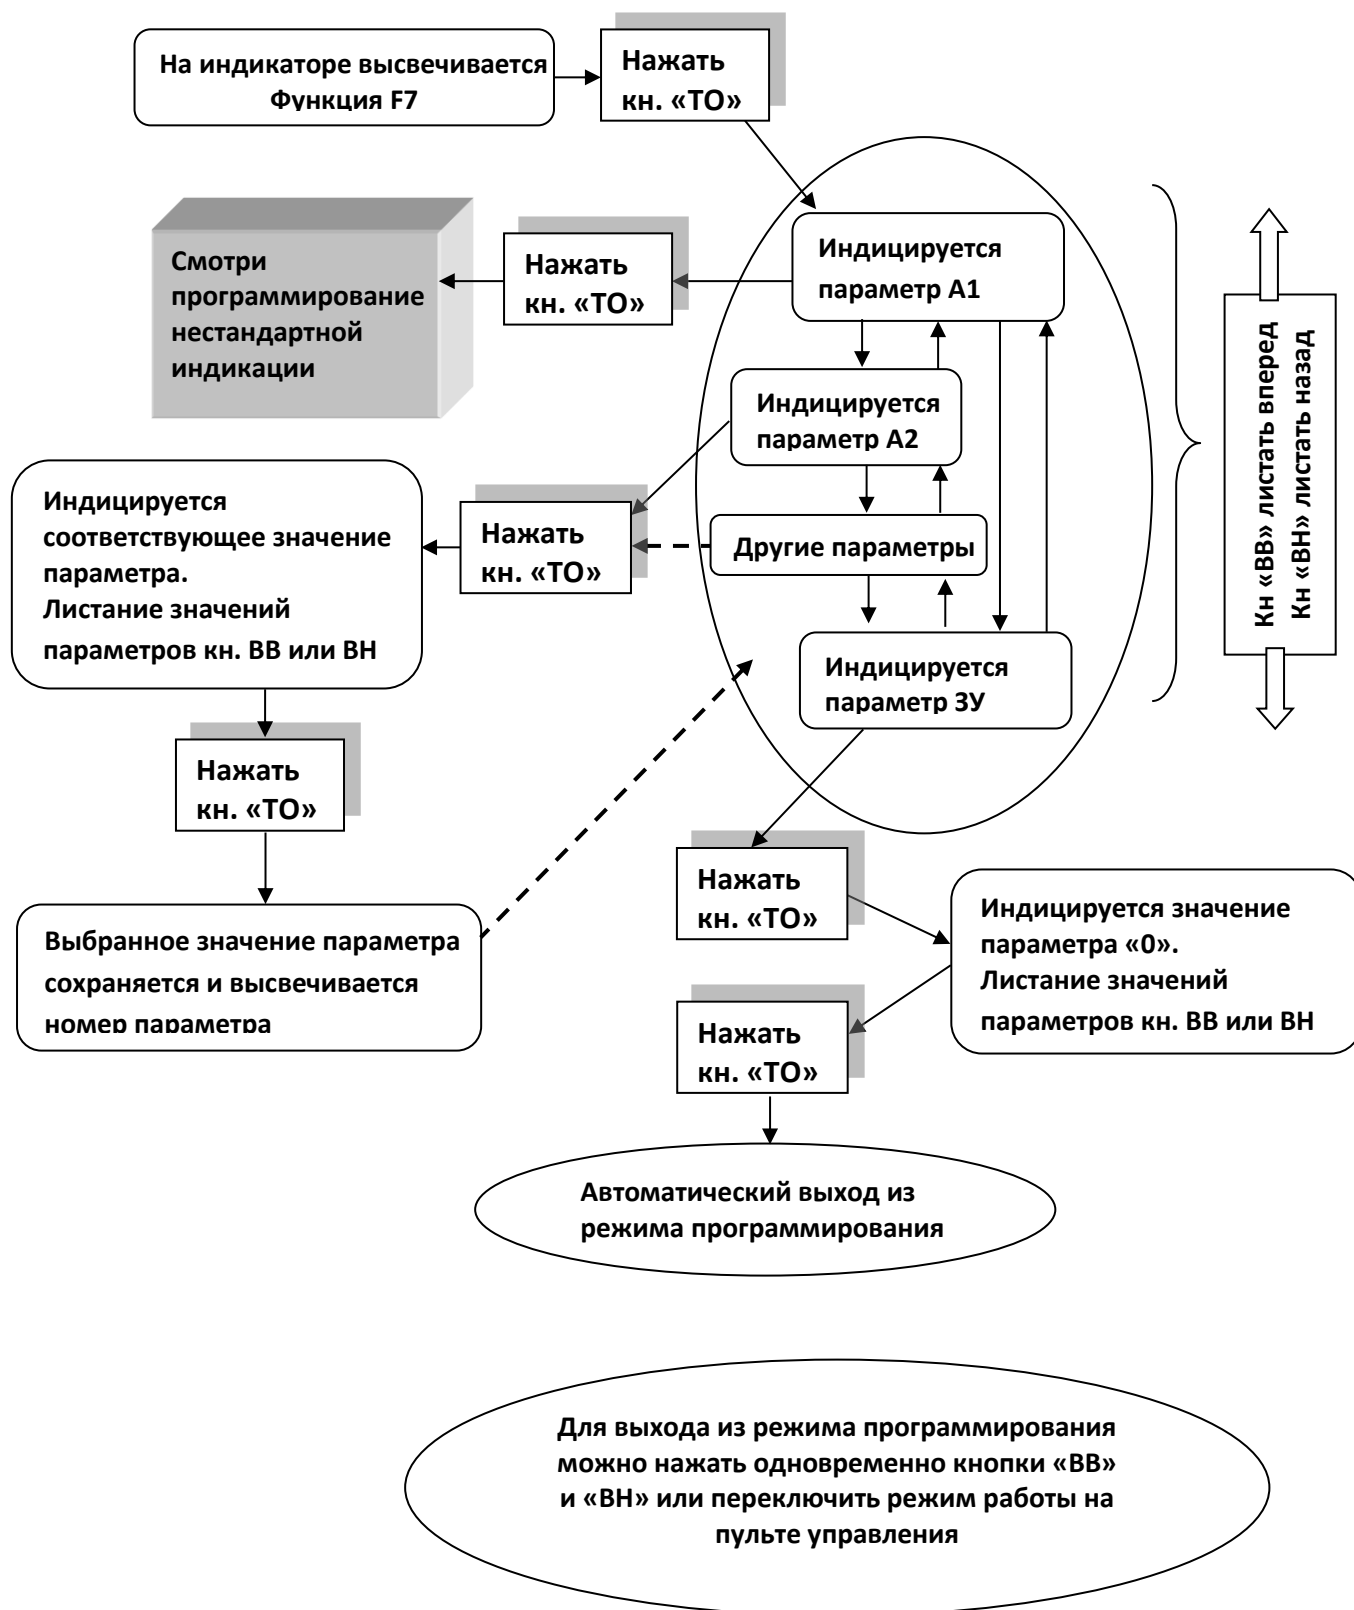 На индикаторе высвечивается
Функция F7
Нажать
кн. «ТО»
Индицируется
параметр А1
Нажать
кн. «ТО»
Смотри
программирование
нестандартной
индикации
Индицируется
параметр А2
Другие параметры
Индицируется
параметр ЗУ
Кн «ВВ» листать вперед
Кн «ВН» листать назад
Нажать
кн. «ТО»
Индицируется
соответствующее значение
параметра.
Листание значений
параметров кн. ВВ или ВН
Нажать
кн. «ТО»
Выбранное значение параметра
сохраняется и высвечивается
номер параметра
Нажать
кн. «ТО»
Индицируется значение
параметра «0».
Листание значений
параметров кн. ВВ или ВН
Нажать
кн. «ТО»
Автоматический выход из
режима программирования
Для выхода из режима программирования
можно нажать одновременно кнопки «ВВ»
и «ВН» или переключить режим работы на
пульте управления